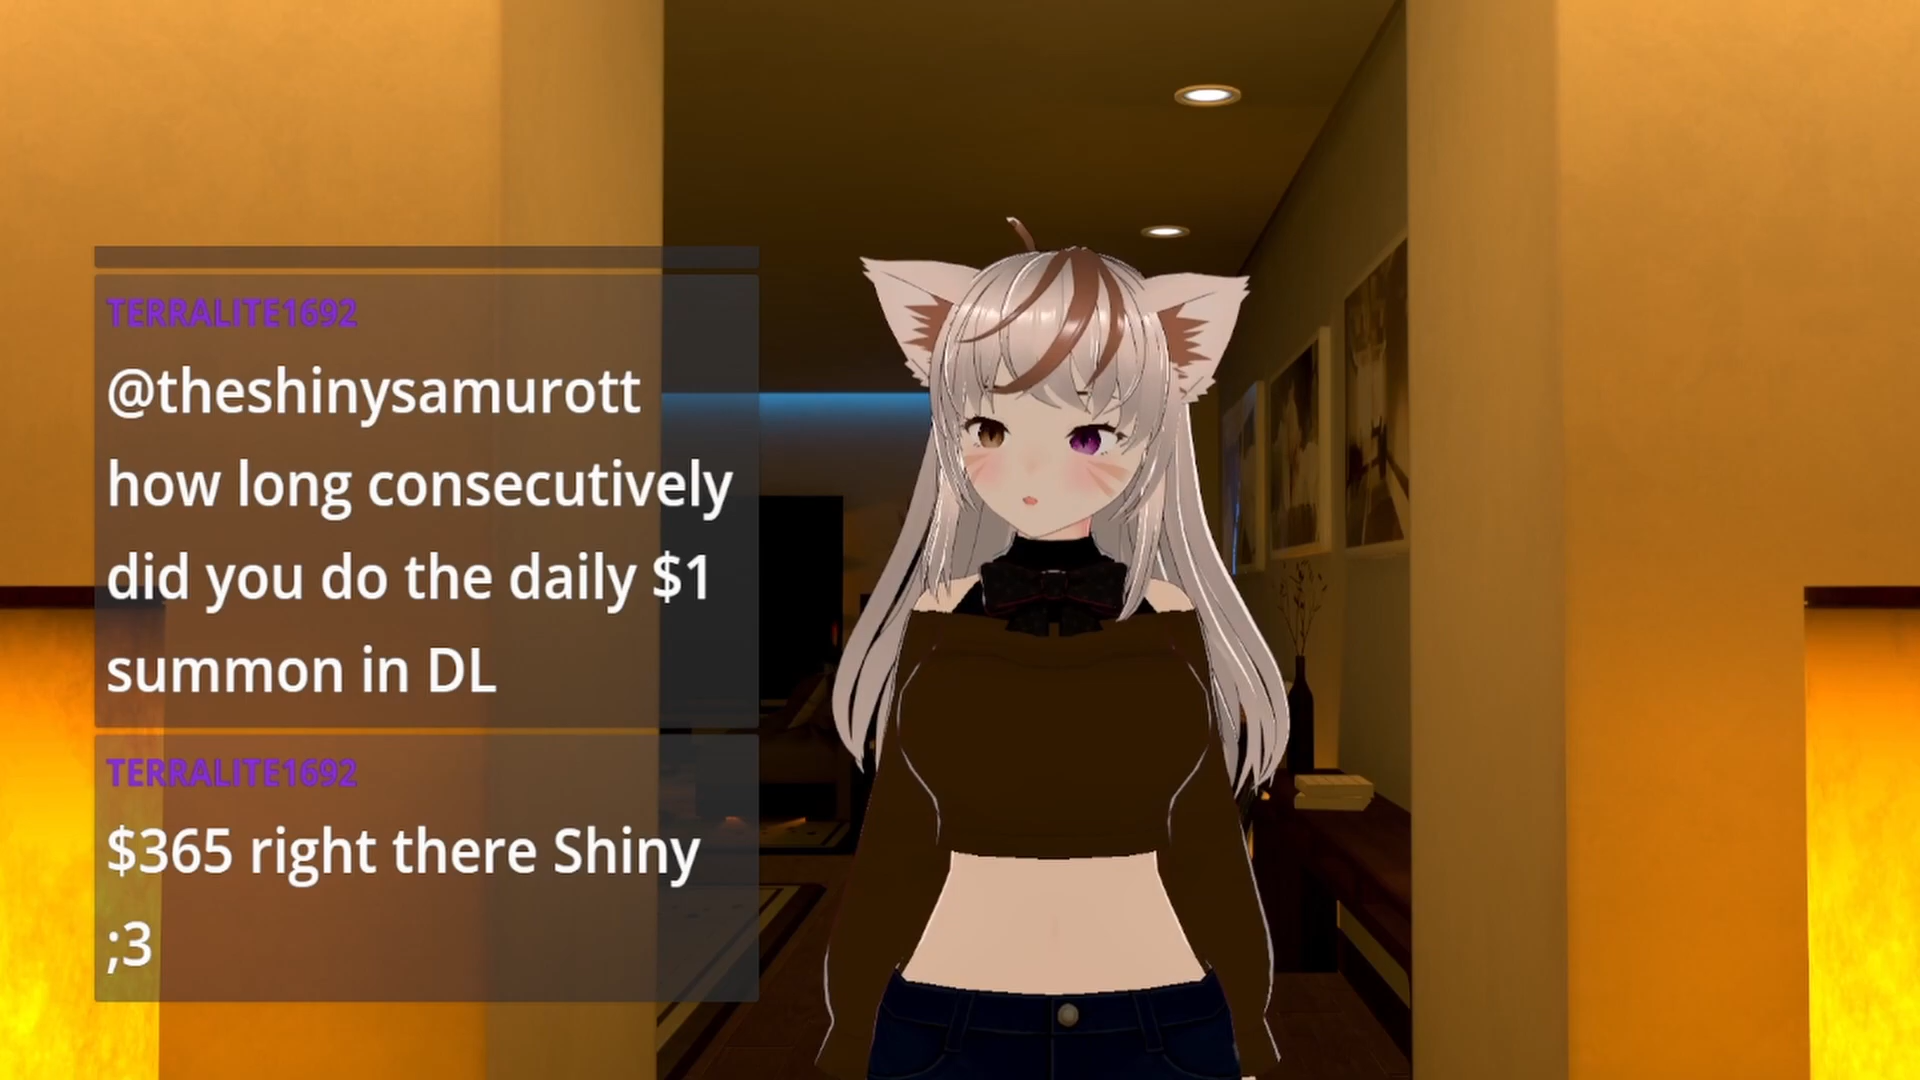 TERRALITE1692
@theshinysamurott
how long consecutively
did you do the daily $1
summon in DL
TERRALITE1692
$365 right there Shiny
;3